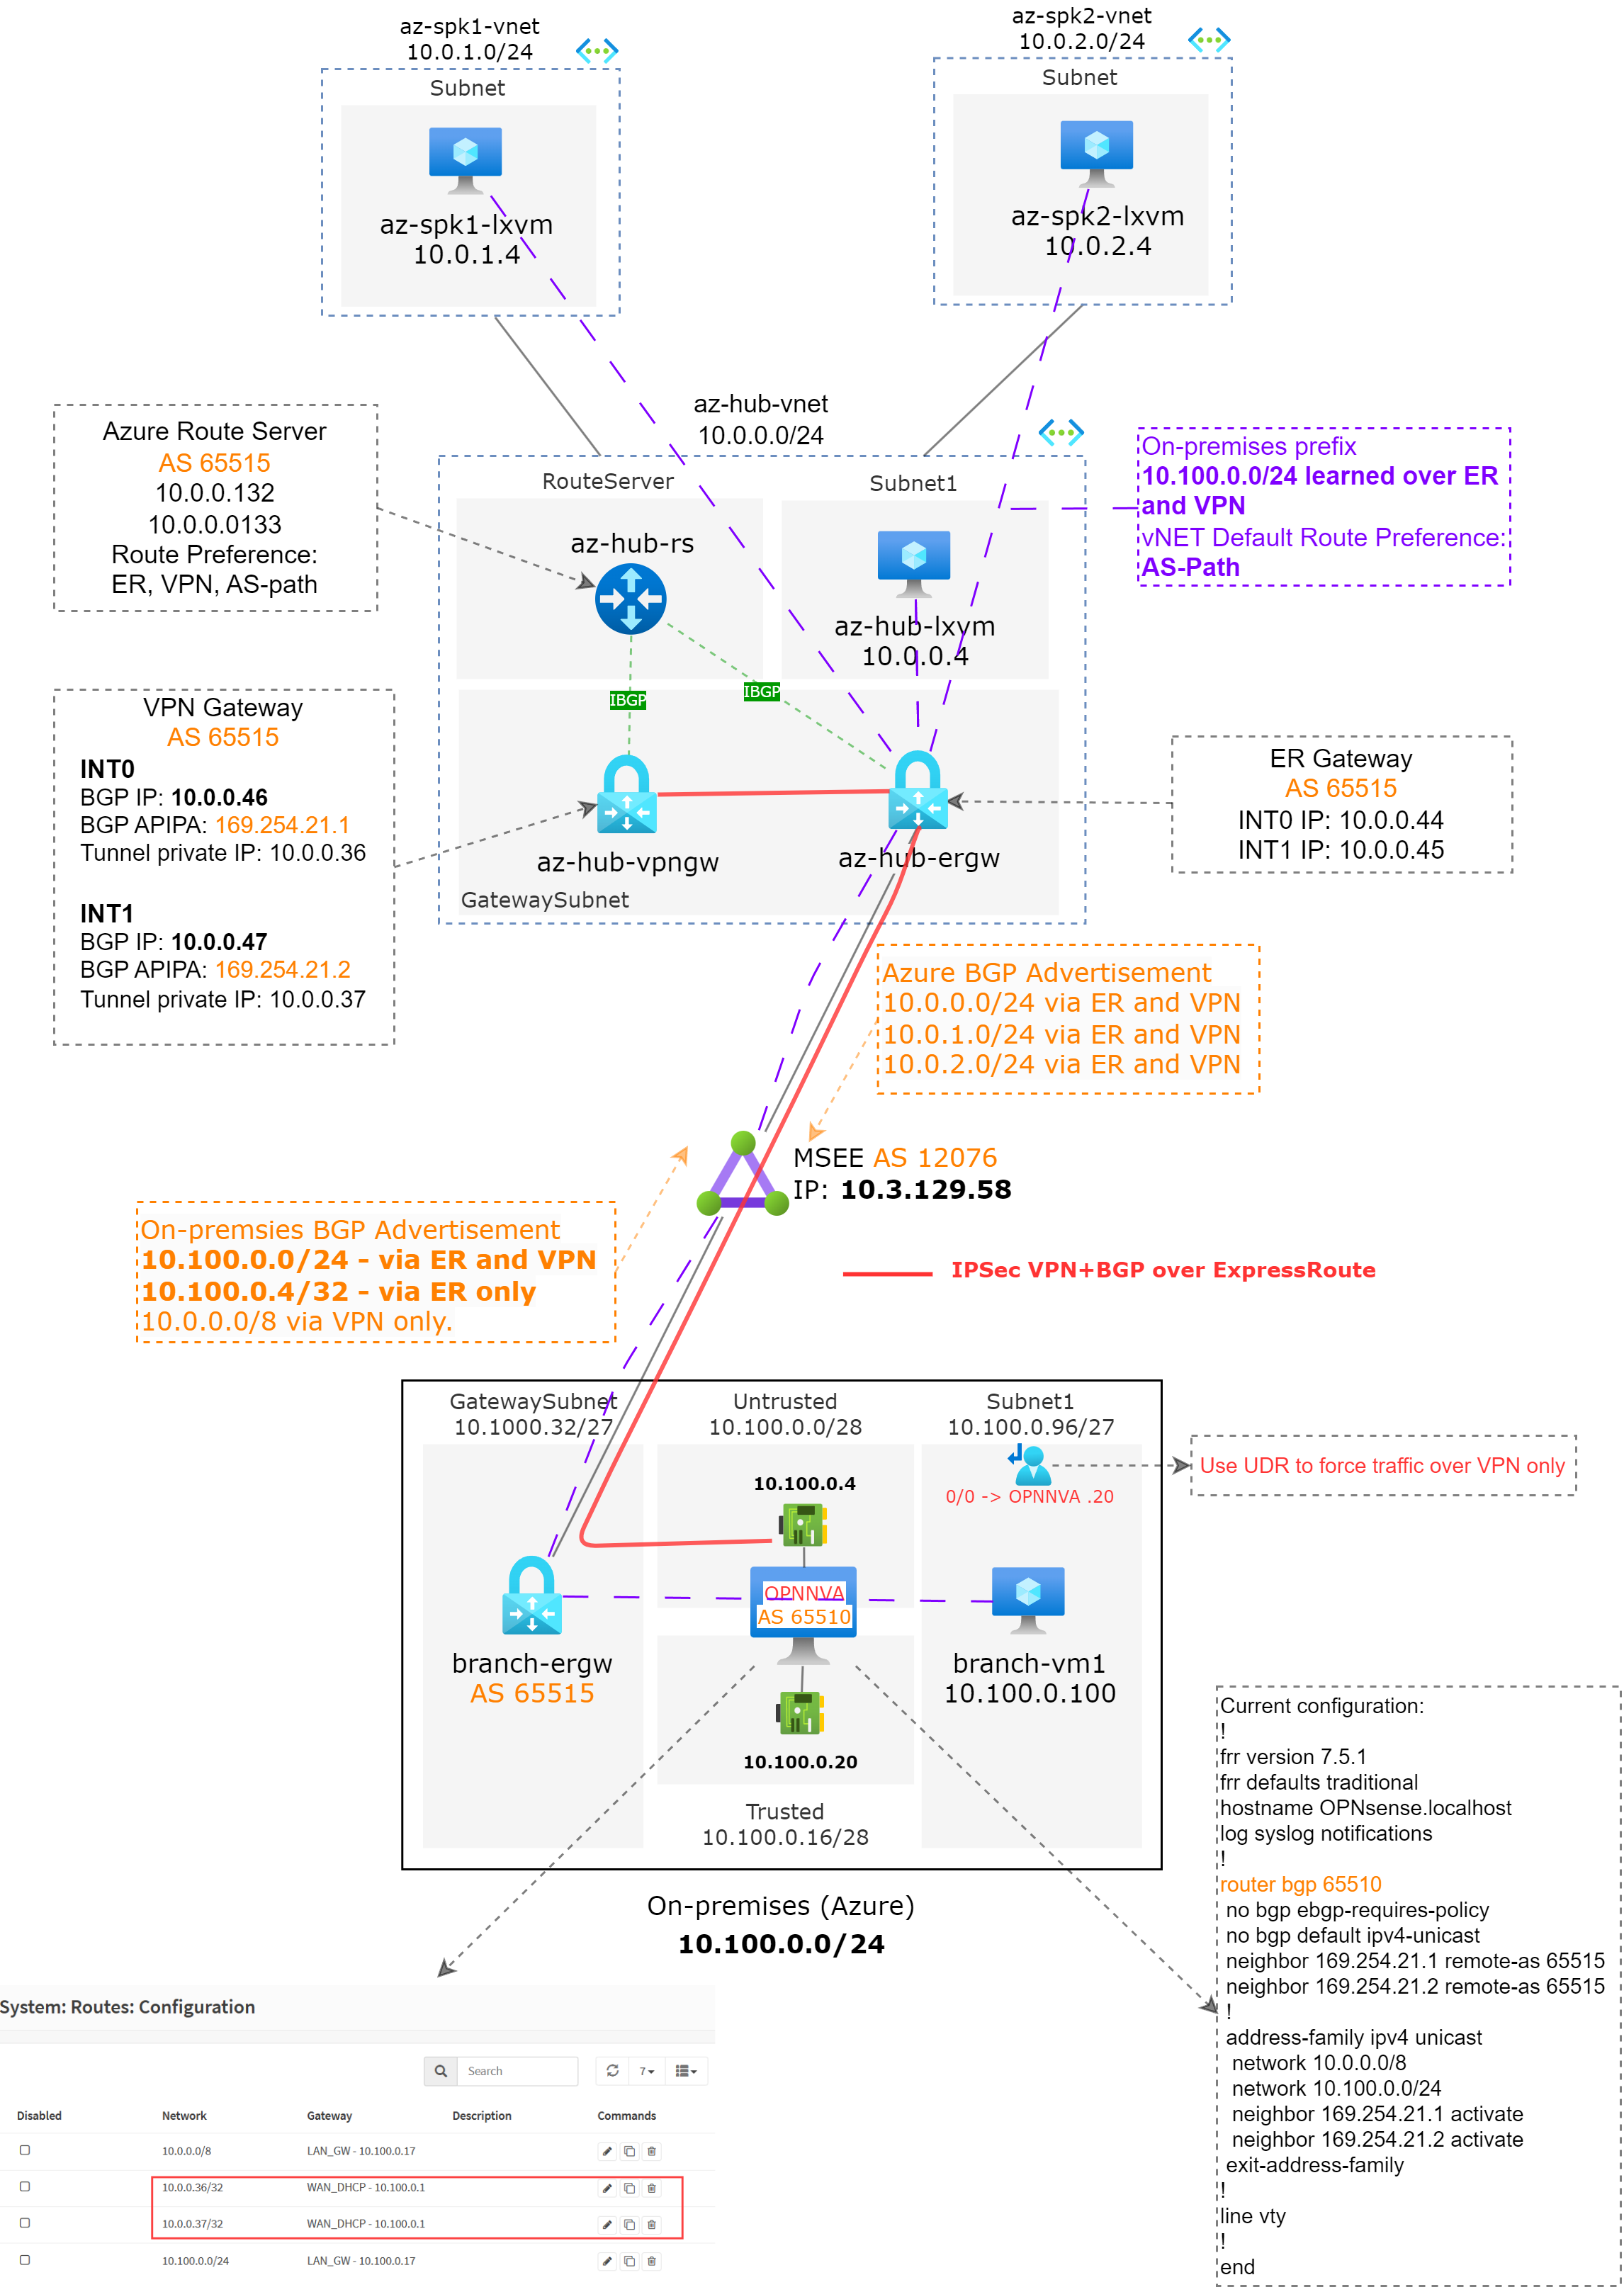 az-spk1-vnet
10.0.1.0/24
Subnet
az-spk1-lxvm
10.0.1.4
az-spk2-vnet
10.0.2.0/24
Subnet
az-spk2-lxvm
10.0.2.4
Azure Route Server
AS 65515
10.0.0.132
10.0.0.0133
Route Preference:
ER, VPN, AS-path
az-hub-vnet
10.0.0.0/24
RouteServer
az-hub-rs
Subnet1
az-hub-lxvm
10.0.0.4
On-premises prefix
10.100.0.0/24 learned over ER
and VPN
vNET Default Route Preference:
AS-Path
IBGP
IBGP
VPN Gateway
AS 65515
INT0
BGP IP: 10.0.0.46
BGP APIPA: 169.254.21.1
Tunnel private IP: 10.0.0.36
INT1
BGP IP: 10.0.0.47
BGP APIPA: 169.254.21.2
Tunnel private IP: 10.0.0.37
az-hub-vpngw
az-hub-ergw
GatewaySubnet
ER Gateway
AS 65515
INT0 IP: 10.0.0.44
INT1 IP: 10.0.0.45
Azure BGP Advertisement
10.0.0.0/24 via ER and VPN
10.0.1.0/24 via ER and VPN
10.0.2.0/24 via ER and VPN
MSEE AS 12076
IP: 10.3.129.58
On-premsies BGP Advertisement
10.100.0.0/24 - via ER and VPN
10.100.0.4/32 - via ER only
10.0.0.0/8 via VPN only.
IPSec VPN+BGP over ExpressRoute
GatewaySubnet
10.1000.32/27
Untrusted
10.100.0.0/28
Subnet1
10.100.0.96/27
10.100.0.4
0/0 -> OPNNVA .20
Use UDR to force traffic over VPN only
OPNNVA
AS 65510
branch-ergw
AS 65515
branch-vm1
10.100.0.100
10.100.0.20
Trusted
10.100.0.16/28
On-premises (Azure)
10.100.0.0/24
Current configuration:
!
frr version 7.5.1
frr defaults traditional
hostname OPNsense.localhost
log syslog notifications
!
router bgp 65510
no bgp ebgp-requires-policy
no bgp default ipv4-unicast
neighbor 169.254.21.1 remote-as 65515
neighbor 169.254.21.2 remote-as 65515
!
address-family ipv4 unicast
network 10.0.0.0/8
network 10.100.0.0/24
neighbor 169.254.21.1 activate
neighbor 169.254.21.2 activate
exit-address-family
!
line vty
!
end
System: Routes: Configuration
Search
7
Disabled Network Gateway Description Commands
10.0.0.0/8 LAN_GW - 10.100.0.17
10.0.0.36/32 WAN_DHCP - 10.100.0.1
10.0.0.37/32 WAN_DHCP - 10.100.0.1
10.100.0.0/24 LAN_GW - 10.100.0.17